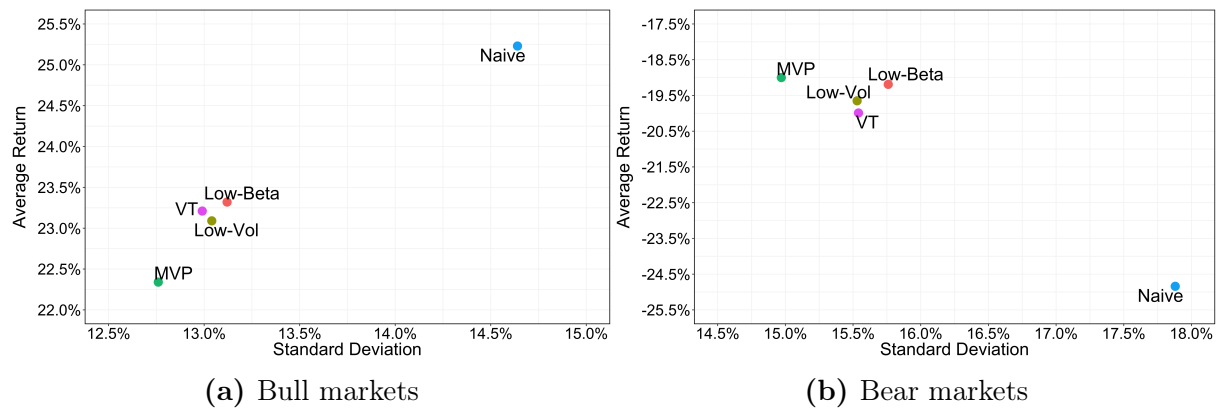 25.5%
25.0%
24.5%
24.0%
23.5%
23.0%
22.5%
22.0%
Average Return
Naive
Low-Beta
VT
Low-Vol
MVP
12.5% 13.0% 13.5% 14.0% 14.5% 15.0%
Standard Deviation
(a) Bull markets
-17.5%
-18.5%
-19.5%
-20.5%
-21.5%
-22.5%
-23.5%
-24.5%
-25.5%
Average Return
MVP
Low-Beta
Low-Vol
VT
Naive
14.5% 15.0% 15.5% 16.0% 16.5% 17.0% 17.5% 18.0%
Standard Deviation
(b) Bear markets